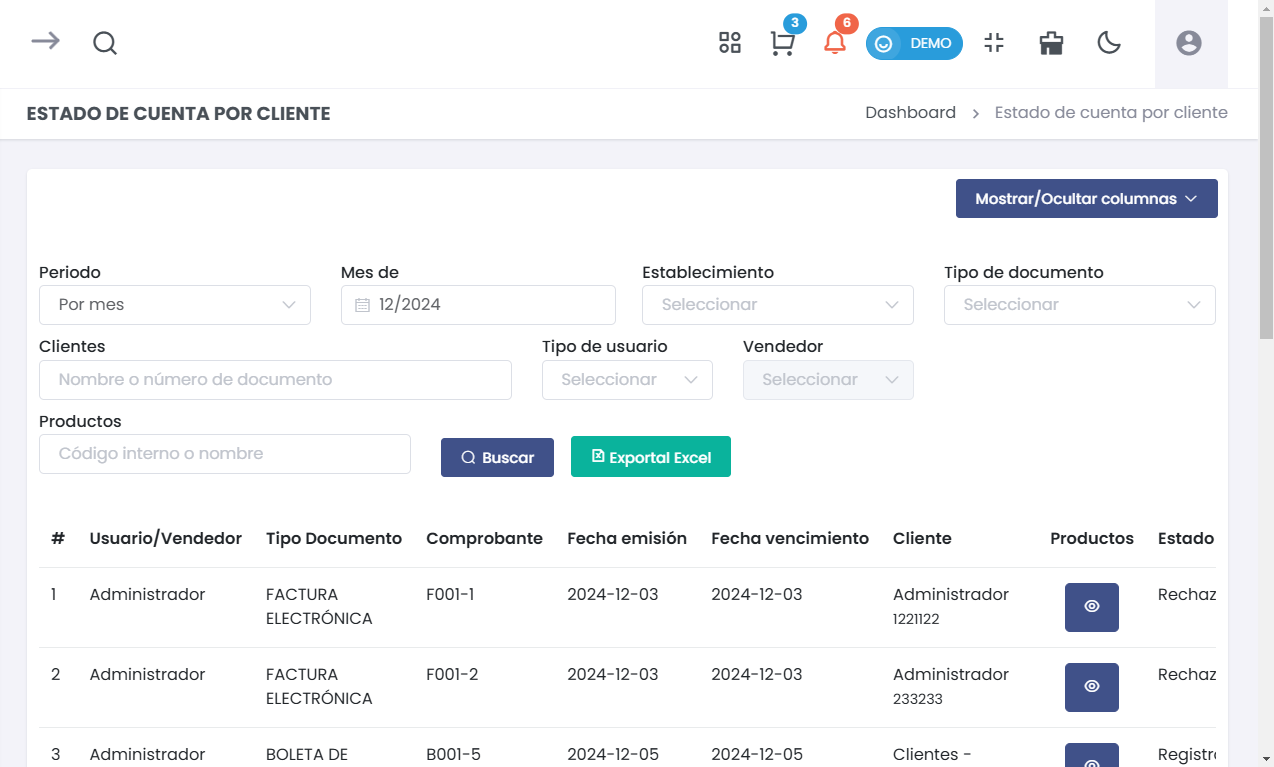 3
6
DEMO
ESTADO DE CUENTA POR CLIENTE
Dashboard > Estado de cuenta por cliente
Mostrar/Ocultar columnas
Periodo Mes de Establecimiento Tipo de documento
Por mes 12/2024 Seleccionar Seleccionar
Clientes Tipo de usuario Vendedor
Nombre o número de documento Seleccionar Seleccionar
Productos
Código interno o nombre Buscar Exportal Excel
# Usuario/Vendedor Tipo Documento Comprobante Fecha emisión Fecha vencimiento Cliente Productos Estado
1 Administrador FACTURA F001-1 2024-12-03 2024-12-03 Administrador Rechaz
ELECTRÓNICA 1221122
2 Administrador FACTURA F001-2 2024-12-03 2024-12-03 Administrador Rechaz
ELECTRÓNICA 233233
3 Administrador BOLETA DE B001-5 2024-12-05 2024-12-05 Clientes - Registr